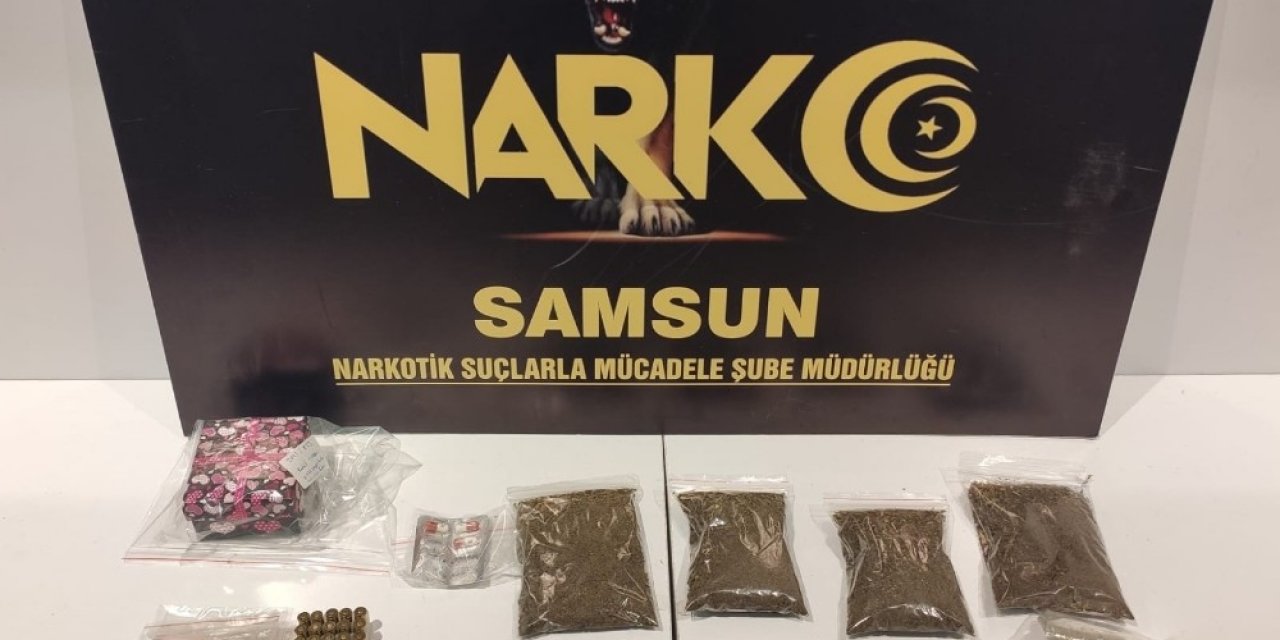 NARKO
SAMSUN
NARKOTİK SUÇLARLA MÜCADELE ŞUBE MÜDÜRLÜĞÜ